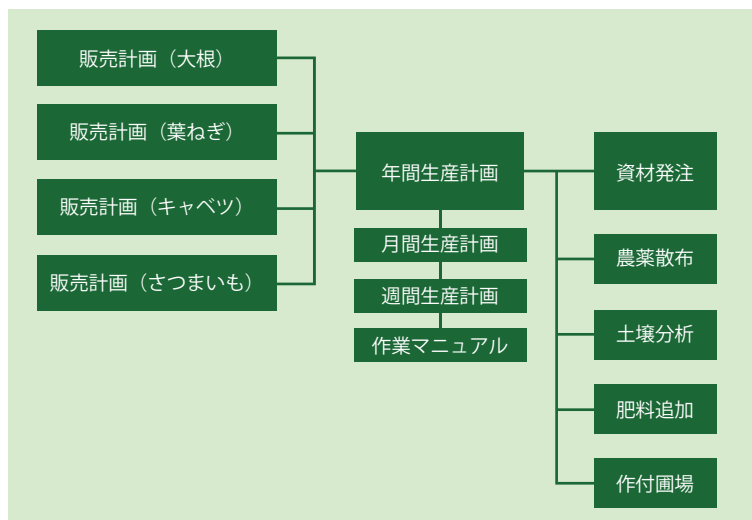 販売計画（大根）
販売計画（葉ねぎ）
販売計画（キャベツ）
販売計画（さつまいも）
年間生産計画
月間生産計画
週間生産計画
作業マニュアル
資材発注
農薬散布
土壌分析
肥料追加
作付圃場